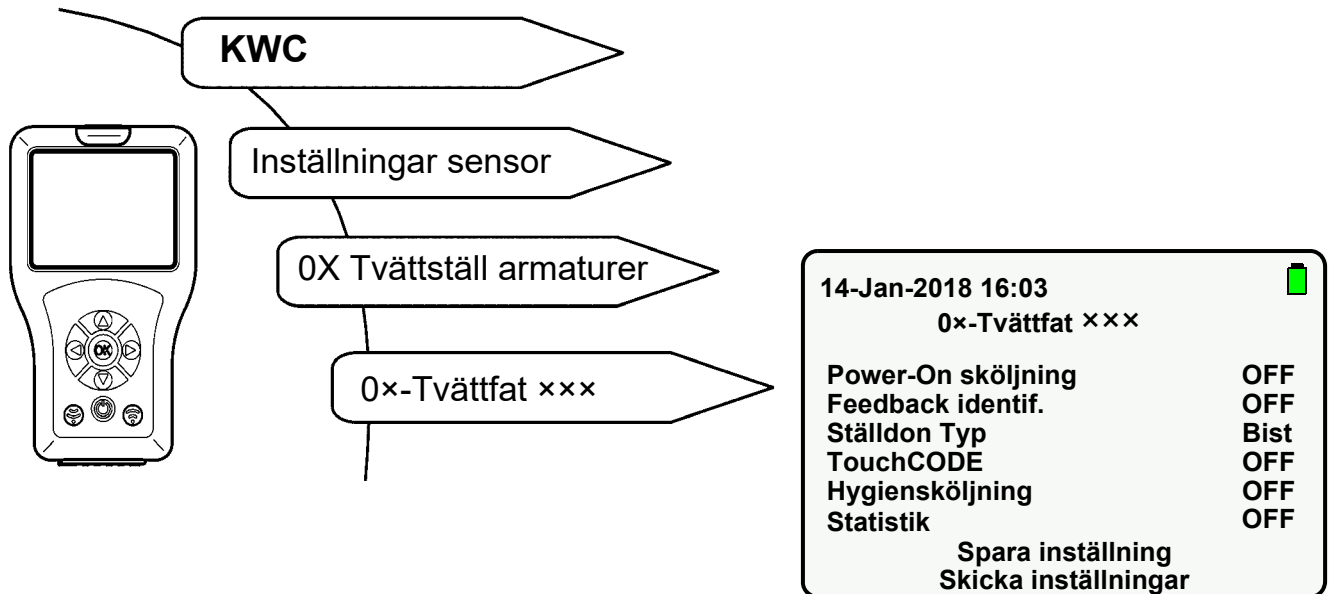 KWC
Inställningar sensor
0X Tvättställ armaturer
0×-Tvättfat ×××
OK
14-Jan-2018 16:03
0×-Tvättfat ×××
Power-On sköljning OFF
Feedback identif. OFF
Ställdon Typ Bist
TouchCODE OFF
Hygiensköljning OFF
Statistik OFF
Spara inställning
Skicka inställningar